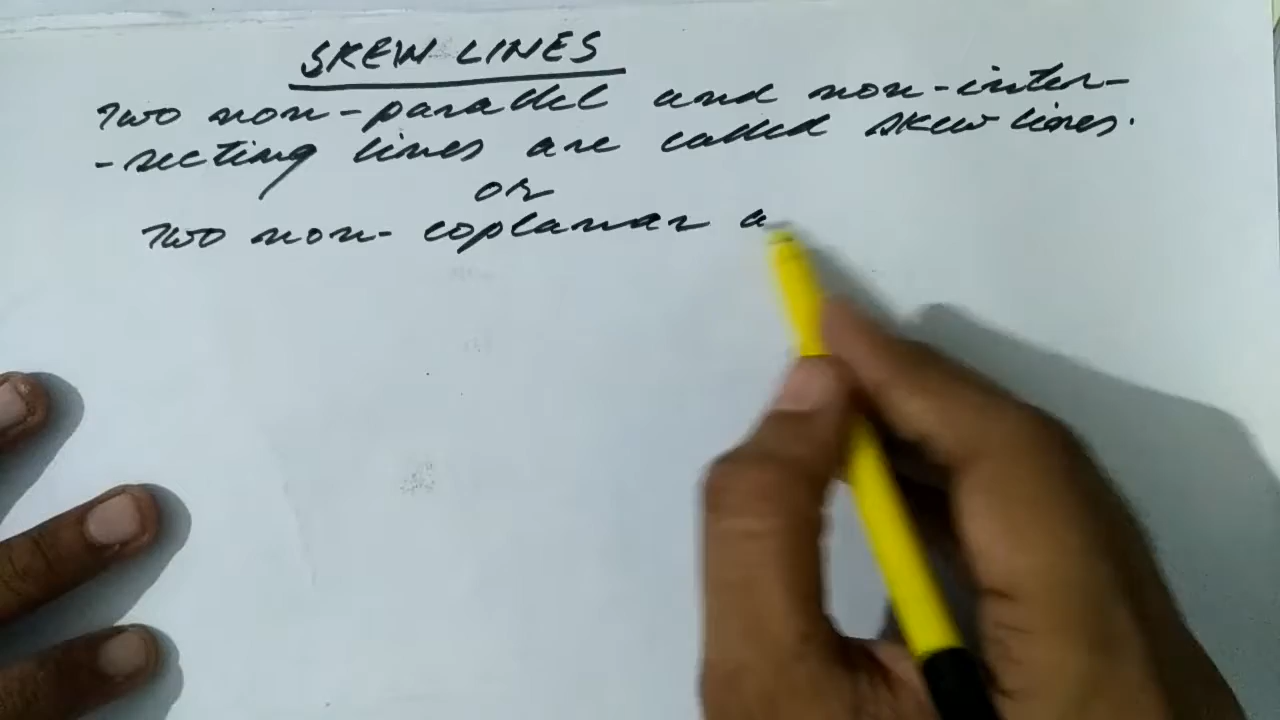 SKEW LINES
Two non-parallel and non-inter-
-secting lines are called skew lines.
or
Two non-coplanar a